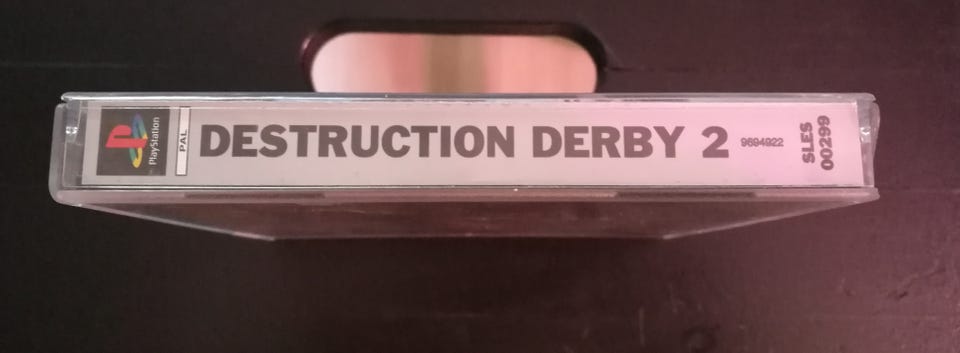 PlayStation
PAL
DESTRUCTION DERBY 2
9694922
SLES
00299